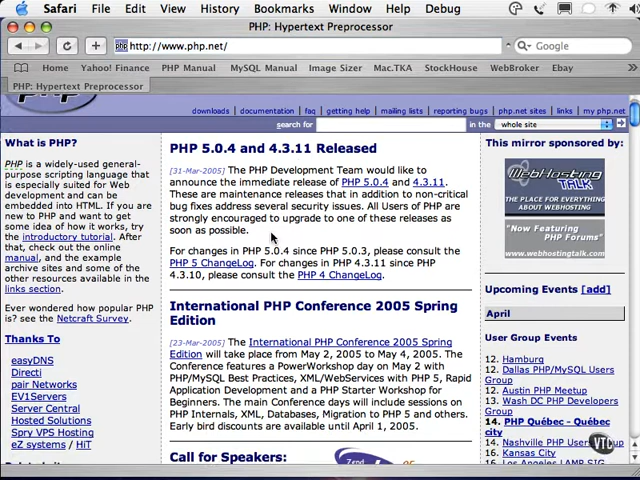 Safari File Edit View History Bookmarks Window Help Debug
PHP: Hypertext Preprocessor
http://www.php.net/
Google
Home Yahoo! Finance PHP Manual MySQL Manual Image Sizer Mac.TKA StockHouse WebBroker Ebay
PHP: Hypertext Preprocessor
downloads | documentation | faq | getting help | mailing lists | reporting bugs | php.net sites | links | my php.net
search for in the whole site
What is PHP?
PHP is a widely-used general-
purpose scripting language that
is especially suited for Web
development and can be
embedded into HTML. If you are
new to PHP and want to get
some idea of how it works, try
the introductory tutorial. After
that, check out the online
manual, and the example
archive sites and some of the
other resources available in the
links section.
Ever wondered how popular PHP
is? see the Netcraft Survey.
Thanks To
easyDNS
Directi
pair Networks
EV1Servers
Server Central
Hosted Solutions
Spry VPS Hosting
eZ systems / HiT
PHP 5.0.4 and 4.3.11 Released
[31-Mar-2005] The PHP Development Team would like to
announce the immediate release of PHP 5.0.4 and 4.3.11.
These are maintenance releases that in addition to non-critical
bug fixes address several security issues. All Users of PHP are
strongly encouraged to upgrade to one of these releases as
soon as possible.
For changes in PHP 5.0.4 since PHP 5.0.3, please consult the
PHP 5 ChangeLog. For changes in PHP 4.3.11 since PHP
4.3.10, please consult the PHP 4 ChangeLog.
International PHP Conference 2005 Spring
Edition
[23-Mar-2005] The International PHP Conference 2005 Spring
Edition will take place from May 2, 2005 to May 4, 2005. The
Conference features a PowerWorkshop day on May 2 with
PHP/MySQL Best Practices, XML/WebServices with PHP 5, Rapid
Application Development and a PHP Starter Workshop for
Beginners. The main Conference days will include sessions on
PHP Internals, XML, Databases, Migration to PHP 5 and others.
Early bird discounts are available until April 1, 2005.
Call for Speakers:
This mirror sponsored by:
WebHosting
TALK
THE PLACE FOR EVERYTHING
WEBHOSTING
"Now Featuring
PHP Forums"
www.webhostingtalk.com
Upcoming Events [add]
April
User Group Events
12. Hamburg
12. Dallas PHP/MySQL Users
Group
12. Austin PHP Meetup
13. Wash DC PHP Developers
Group
14. PHP Québec - Québec
city
14. Nashville PHP Users
16. Kansas City
16. Los Angeles LAMP SIG
VTC